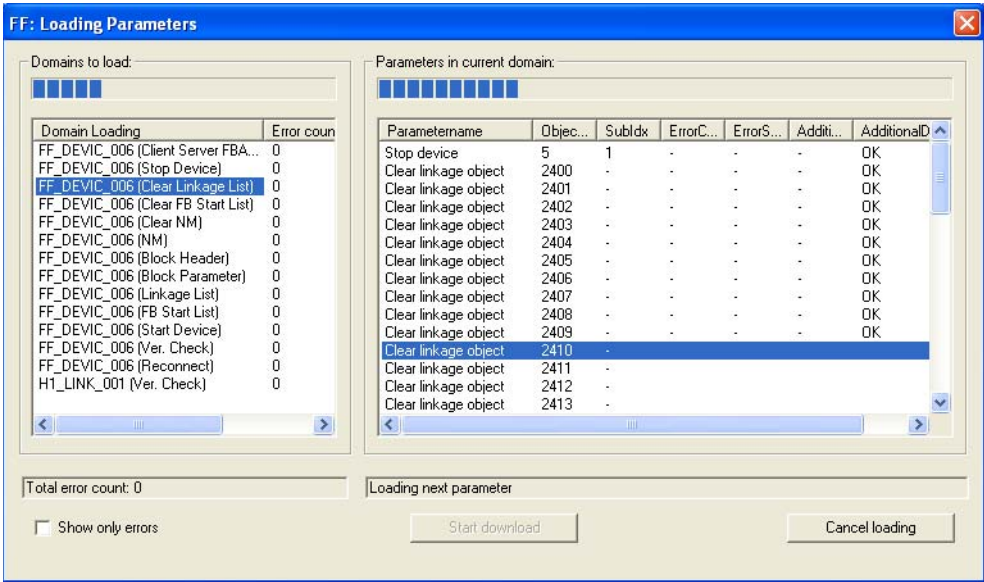 FF: Loading Parameters
Domains to load:
Domain Loading Error coun
FF_DEVIC_006 (Client Server FBA... 0
FF_DEVIC_006 (Stop Device) 0
FF_DEVIC_006 (Clear Linkage List) 0
FF_DEVIC_006 (Clear FB Start List) 0
FF_DEVIC_006 (Clear NM) 0
FF_DEVIC_006 (NM) 0
FF_DEVIC_006 (Block Header) 0
FF_DEVIC_006 (Block Parameter) 0
FF_DEVIC_006 (Linkage List) 0
FF_DEVIC_006 (FB Start List) 0
FF_DEVIC_006 (Start Device) 0
FF_DEVIC_006 (Ver. Check) 0
FF_DEVIC_006 (Reconnect) 0
H1_LINK_001 (Ver. Check) 0
Parameters in current domain:
Parametername Objec... SubIdx ErrorC... ErrorS... Additi... AdditionalD
Stop device 5 1 - - - OK
Clear linkage object 2400 - - - - OK
Clear linkage object 2401 - - - - OK
Clear linkage object 2402 - - - - OK
Clear linkage object 2403 - - - - OK
Clear linkage object 2404 - - - - OK
Clear linkage object 2405 - - - - OK
Clear linkage object 2406 - - - - OK
Clear linkage object 2407 - - - - OK
Clear linkage object 2408 - - - - OK
Clear linkage object 2409 - - - - OK
Clear linkage object 2410 -
Clear linkage object 2411 -
Clear linkage object 2412 -
Clear linkage object 2413 -
Total error count: 0
Loading next parameter
Show only errors
Start download
Cancel loading